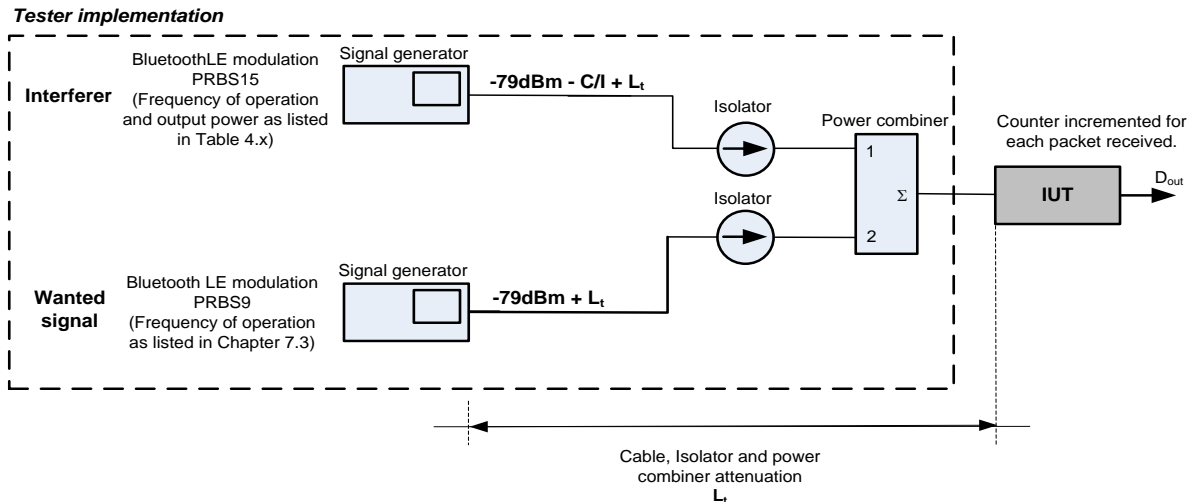 Tester implementation
Interferer
BluetoothLE modulation
PRBS15
(Frequency of operation
and output power as listed
in Table 4.x)
Signal generator
-79dBm - C/I + Lt
Isolator
Power combiner
1
2
Σ
Counter incremented for
each packet received.
IUT
Dout
Isolator
Wanted
signal
Bluetooth LE modulation
PRBS9
(Frequency of operation
as listed in Chapter 7.3)
Signal generator
-79dBm + Lt
Cable, Isolator and power
combiner attenuation
Lt